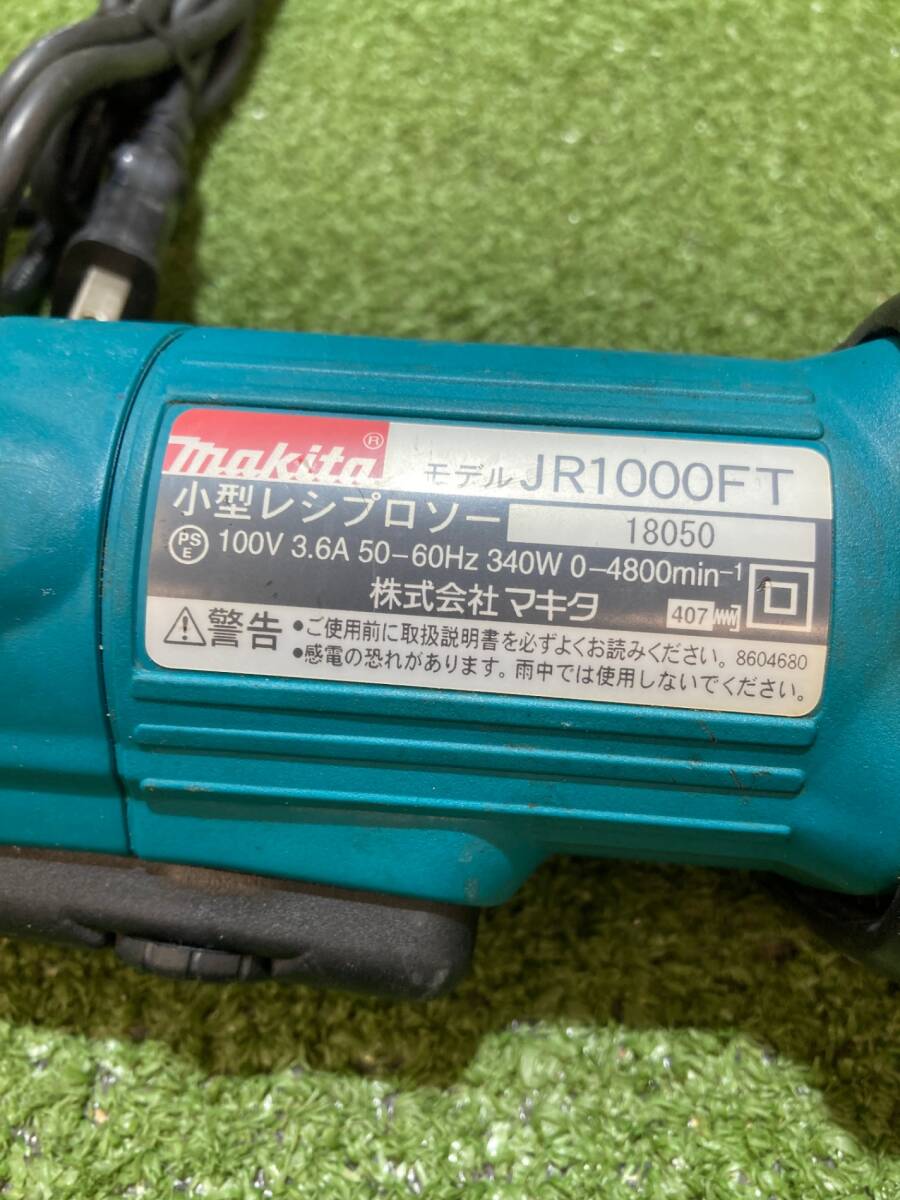 makita® モデル JR1000FT
小型レシプロソー 18050
PS E 100V 3.6A 50-60Hz 340W 0-4800min-1
株式会社マキタ 407
⚠警告 •ご使用前に取扱説明書を必ずよくお読みください。 8604680
•感電の恐れがあります。雨中では使用しないでください。